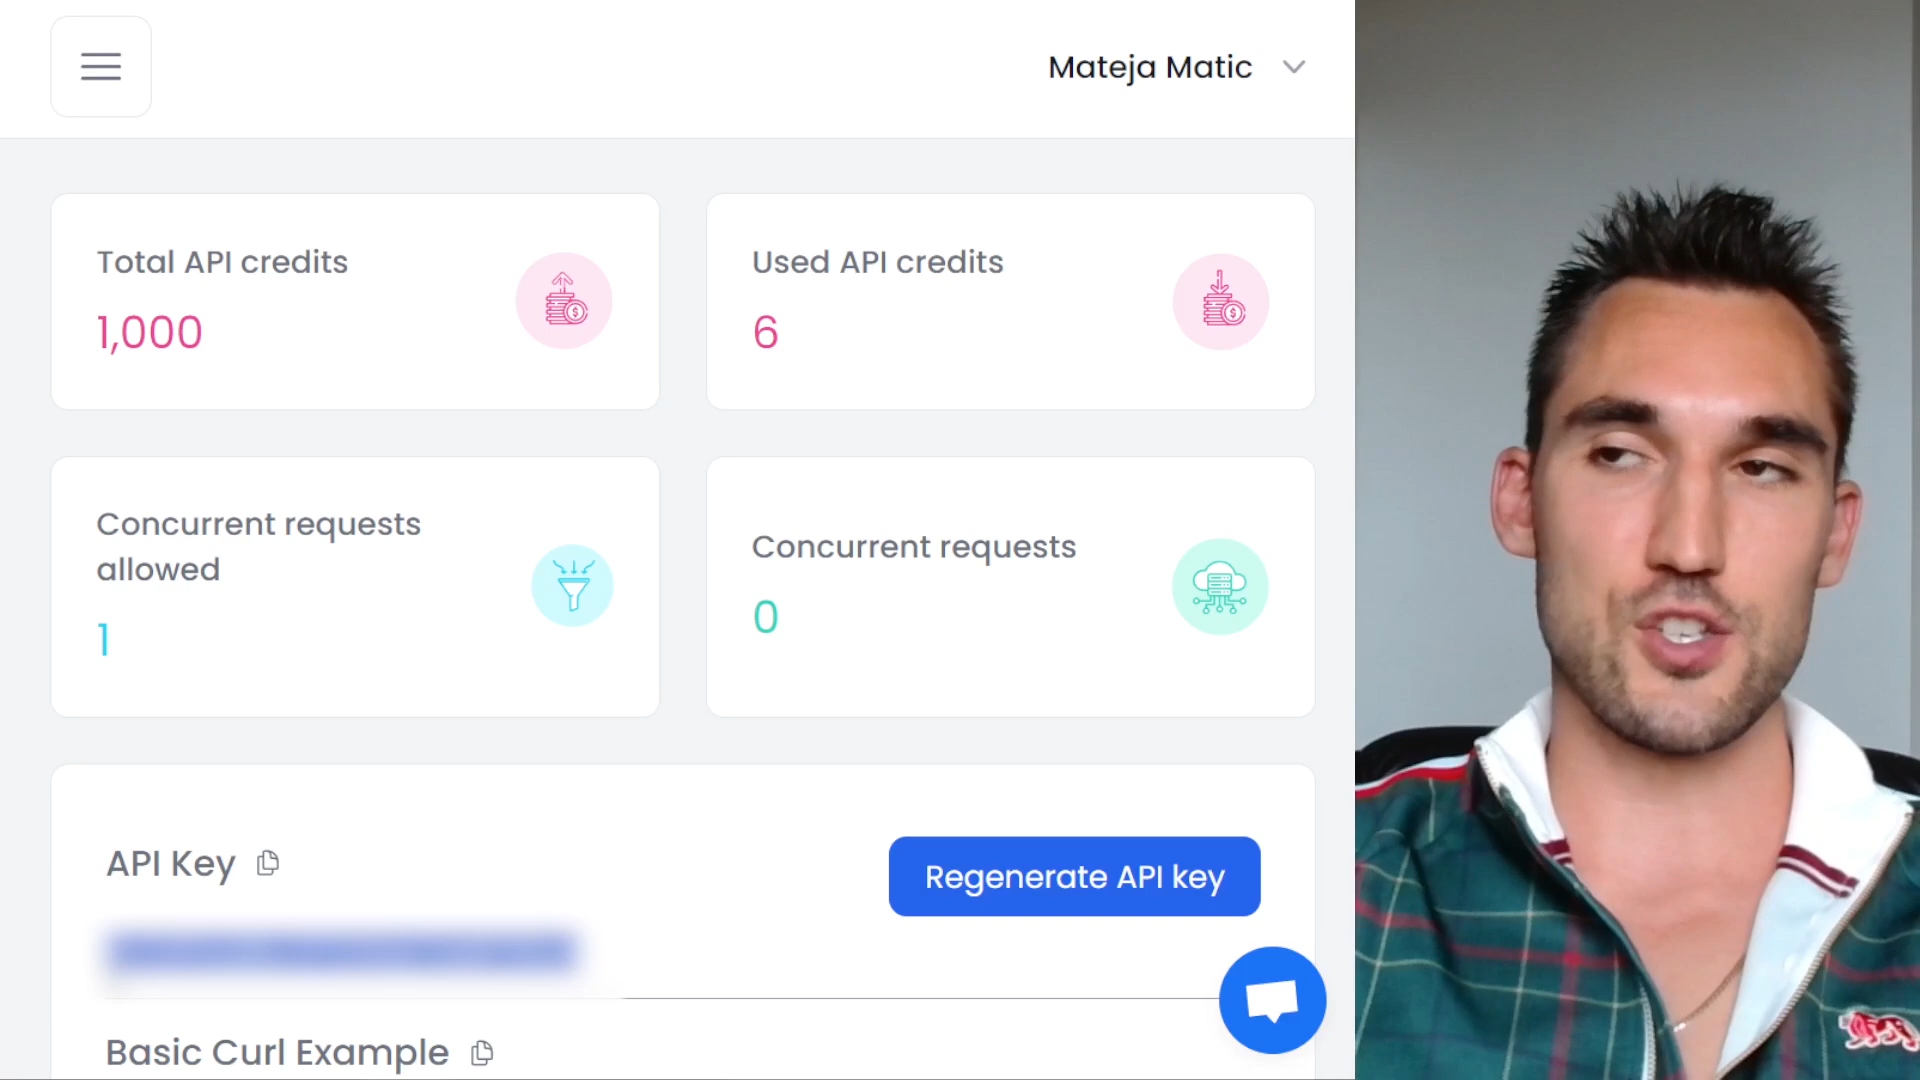 Mateja Matic
Total API credits
1,000
Used API credits
6
Concurrent requests
allowed
1
Concurrent requests
0
API Key
Regenerate API key
Basic Curl Example